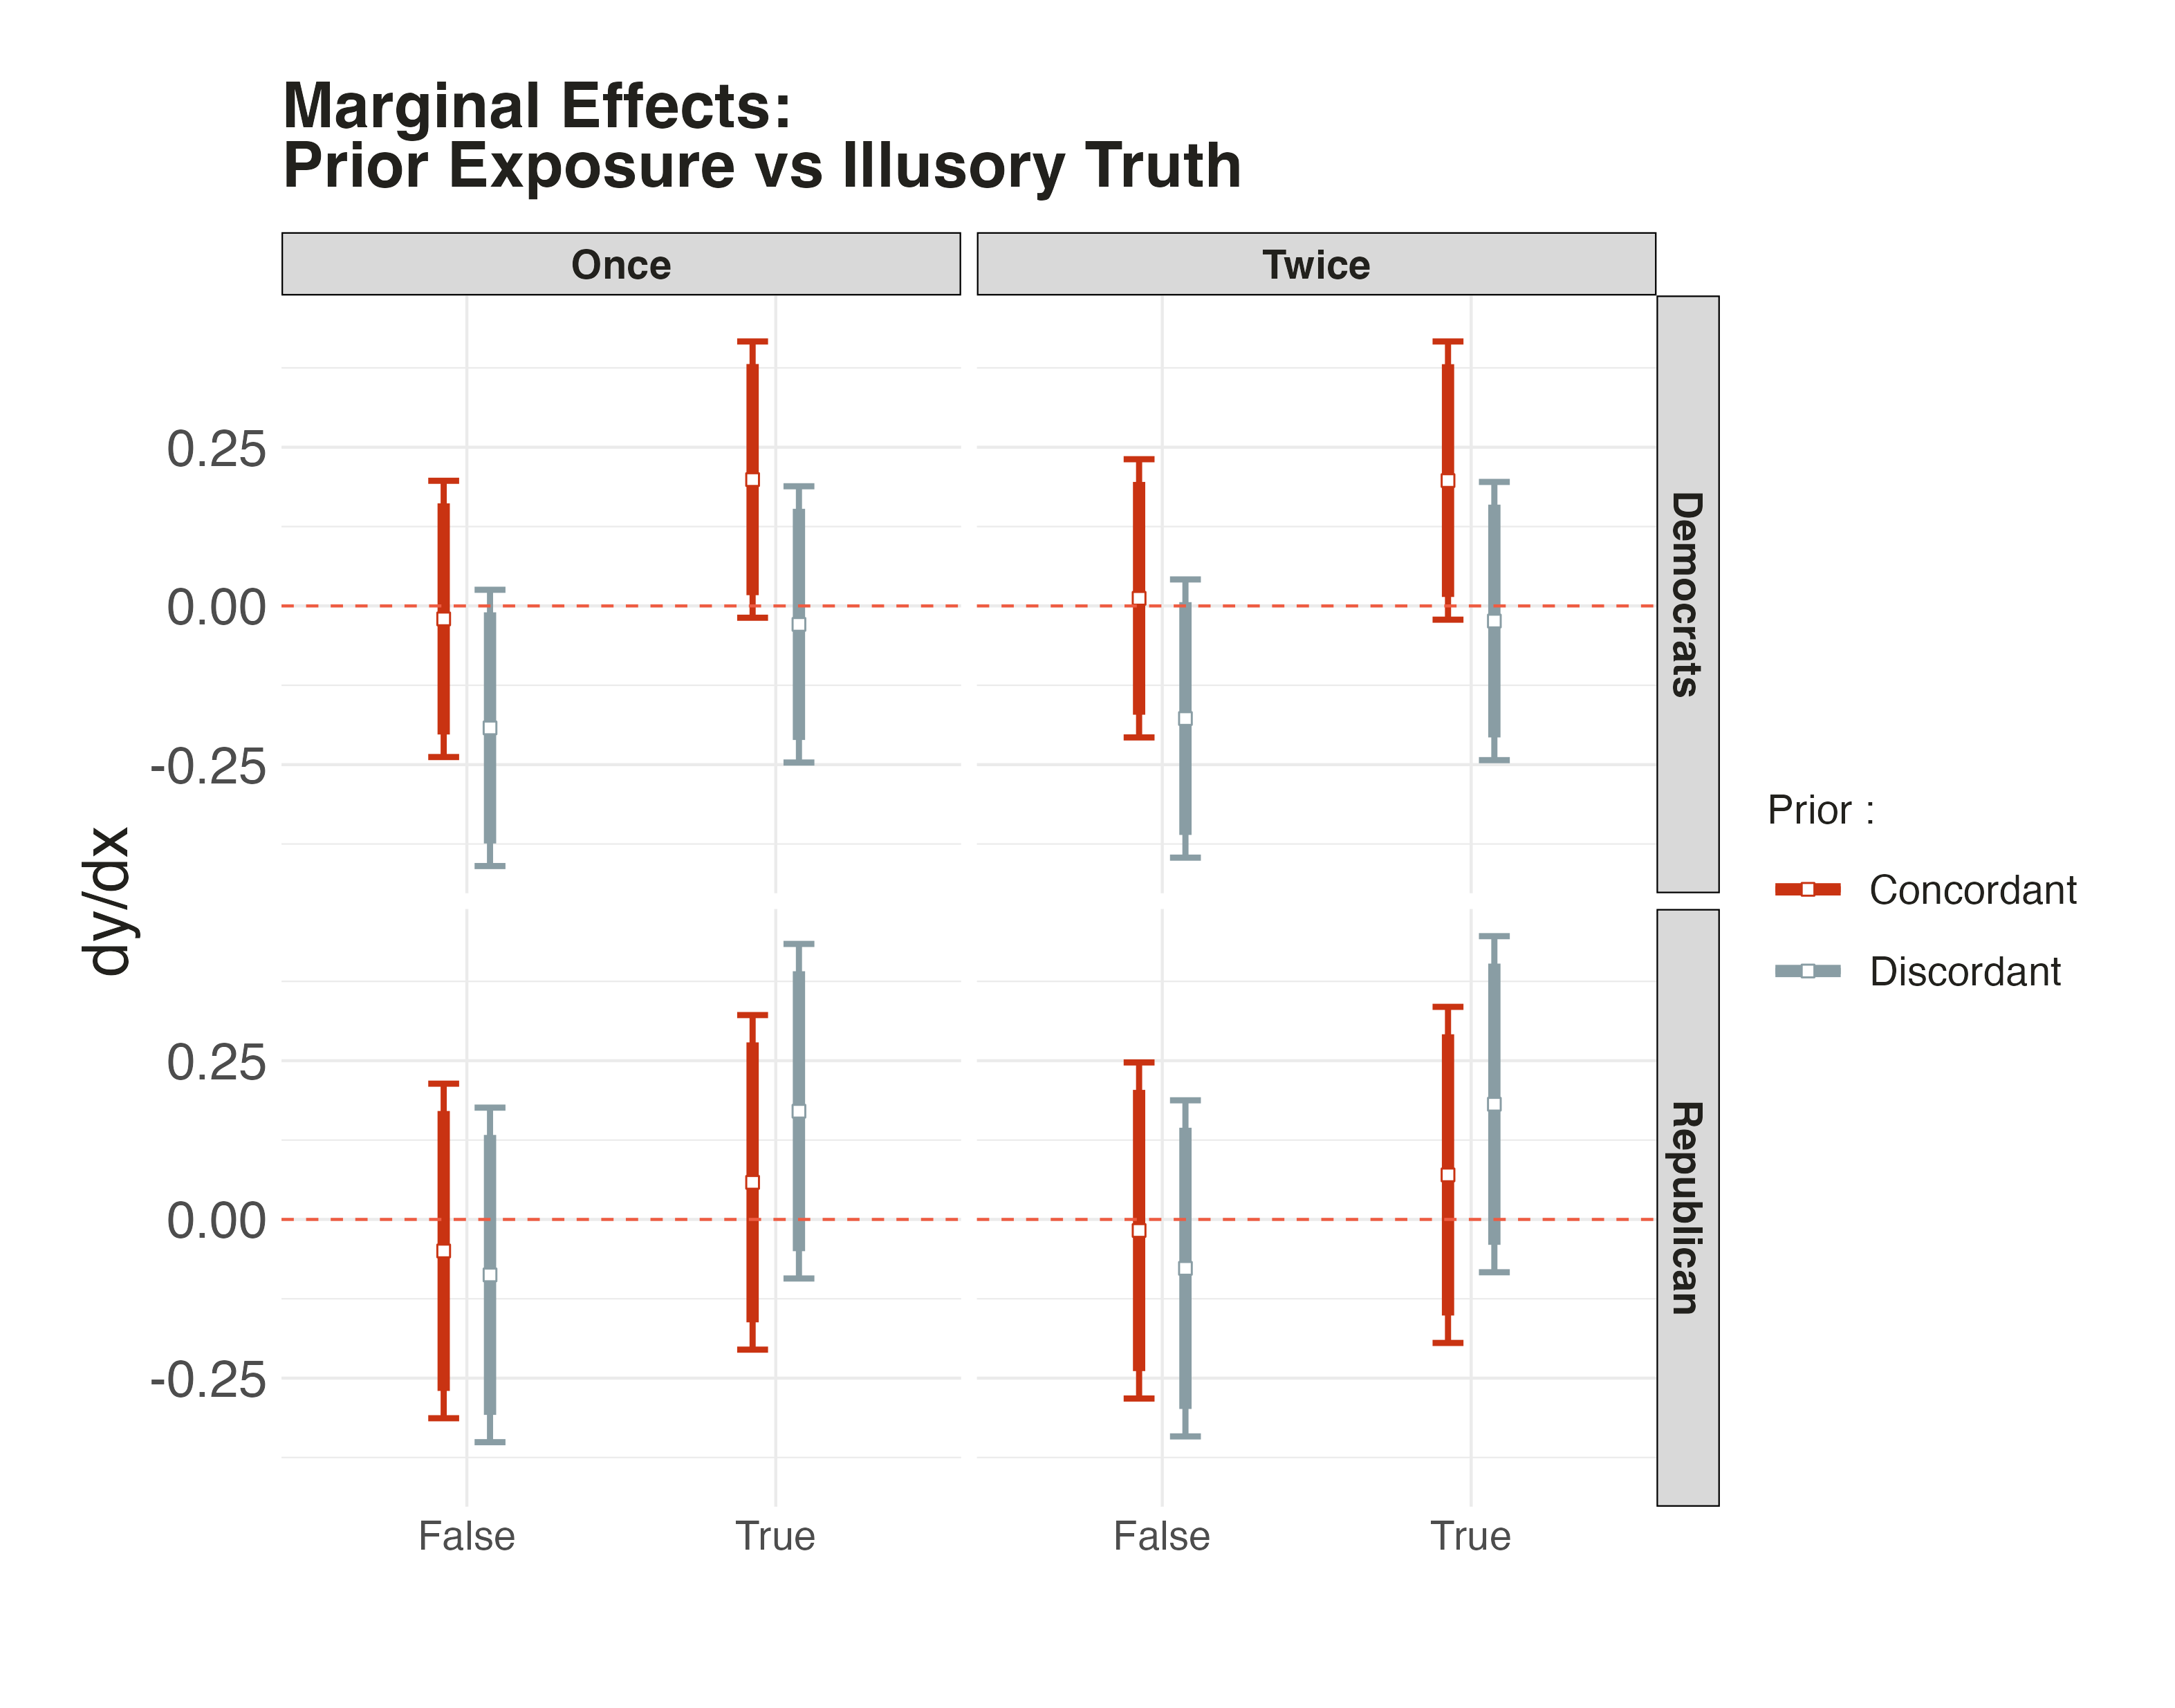 Marginal Effects:
Prior Exposure vs Illusory Truth
Once
Twice
0.25
0.00
-0.25
Democrats
dy/dx
0.25
0.00
-0.25
Republican
False
True
False
True
Prior :
Concordant
Discordant